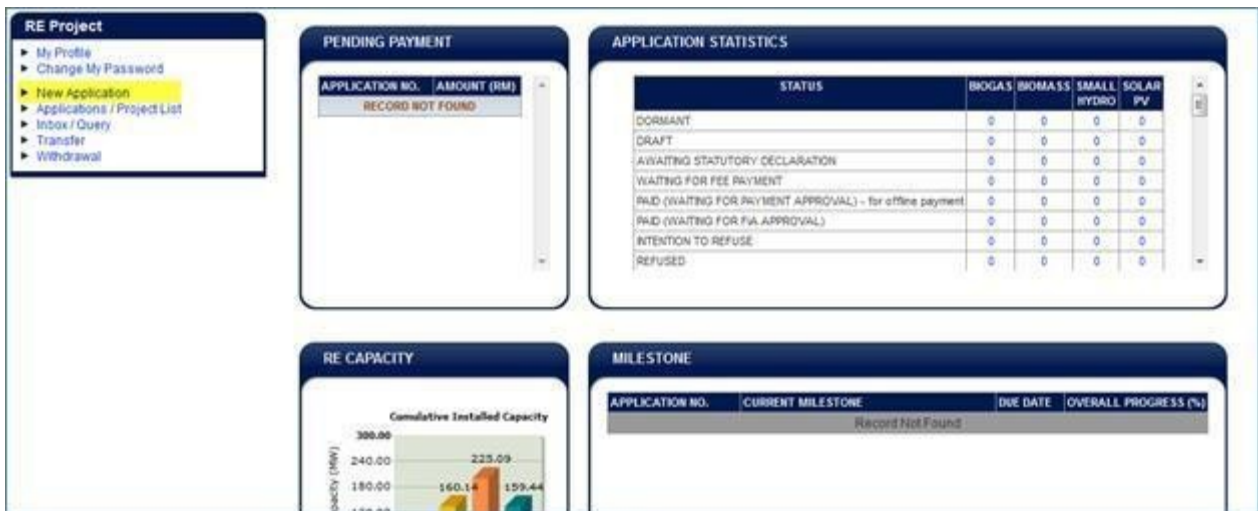 RE Project
My Profile
Change My Password
New Application
Applications / Project List
Inbox / Query
Transfer
Withdrawal
PENDING PAYMENT
APPLICATION NO. AMOUNT (RM)
RECORD NOT FOUND
APPLICATION STATISTICS
STATUS BIOGAS BIOMASS SMALL HYDRO SOLAR PV
DORMANT 0 0 0 0
DRAFT 0 0 0 0
AWAITING STATUTORY DECLARATION 0 0 0 0
WAITING FOR FEE PAYMENT 0 0 0 0
PAID (WAITING FOR PAYMENT APPROVAL) - for offline payment 0 0 0 0
PAID (WAITING FOR FiA APPROVAL) 0 0 0 0
INTENTION TO REFUSE 0 0 0 0
REFUSED 0 0 0 0
RE CAPACITY
Cumulative Installed Capacity
300.00
240.00
180.00
225.09
160.14
159.44
(MW)
MILESTONE
APPLICATION NO. CURRENT MILESTONE DUE DATE OVERALL PROGRESS (%)
Record Not Found